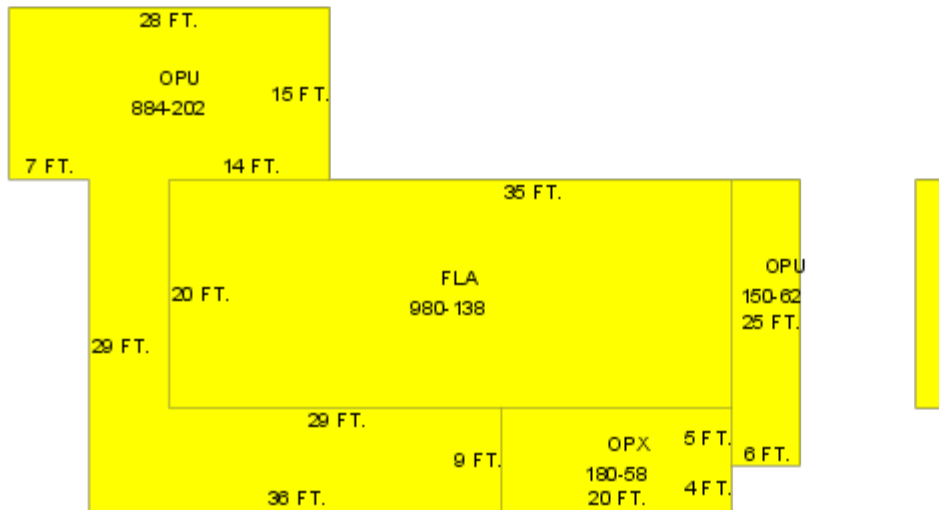 28 FT.
OPU
884-202
15 FT.
7 FT.
14 FT.
35 FT.
FLA
980-138
20 FT.
OPU
150-62
25 FT.
29 FT.
29 FT.
9 FT.
OPX
180-58
5 FT.
4 FT.
6 FT.
36 FT.
20 FT.